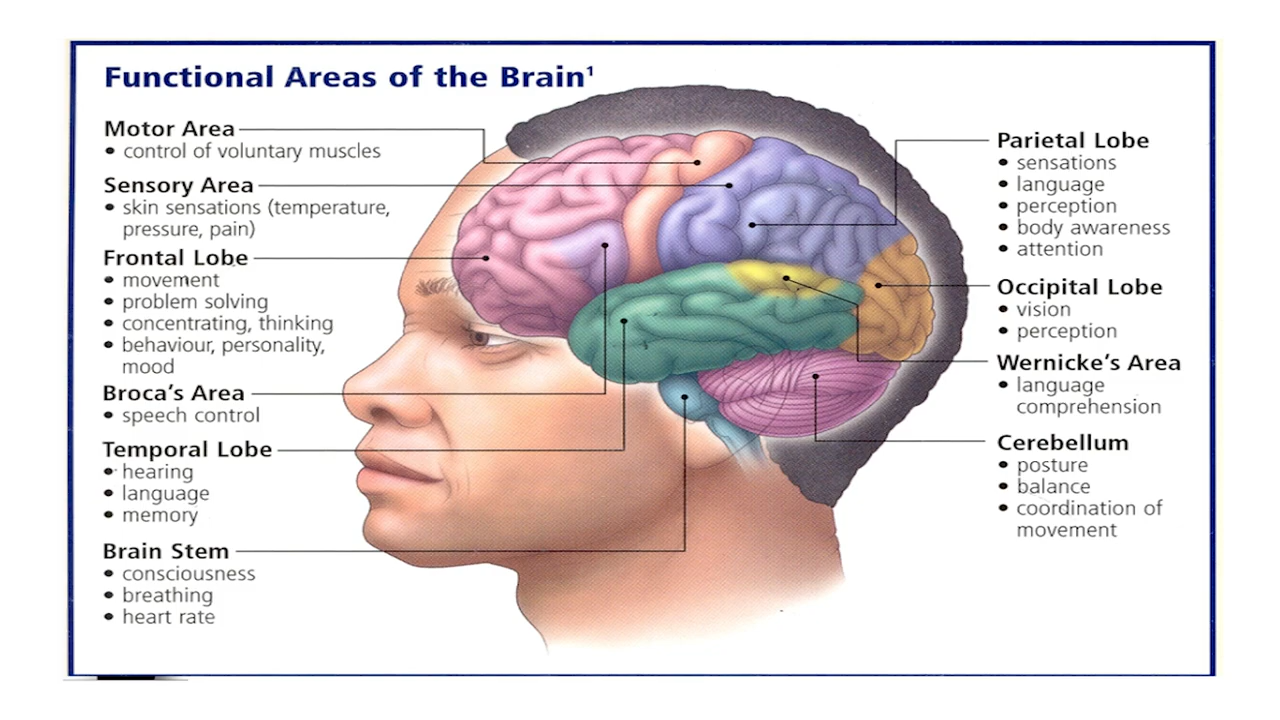 Functional Areas of the Brain¹
Motor Area
• control of voluntary muscles
Sensory Area
• skin sensations (temperature,
pressure, pain)
Frontal Lobe
• movement
• problem solving
• concentrating, thinking
• behaviour, personality,
mood
Broca's Area
• speech control
Temporal Lobe
• hearing
• language
• memory
Brain Stem
• consciousness
• breathing
• heart rate
Parietal Lobe
• sensations
• language
• perception
• body awareness
• attention
Occipital Lobe
• vision
• perception
Wernicke's Area
• language
comprehension
Cerebellum
• posture
• balance
• coordination of
movement